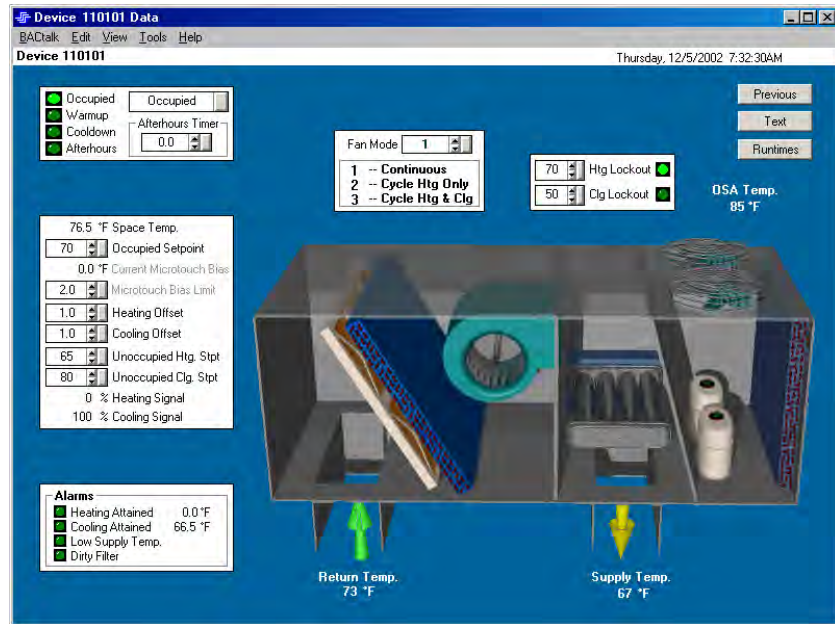 Device 110101 Data
BACtalk Edit View Tools Help
Device 110101
Thursday, 12/5/2002 7:32:30AM
Occupied
Warmup
Cooldown
Afterhours
Occupied
Afterhours Timer
0.0
Fan Mode 1
1 -- Continuous
2 -- Cycle Htg Only
3 -- Cycle Htg & Clg
70 Htg Lockout
50 Clg Lockout
Previous
Text
Runtimes
OSA Temp.
85 °F
76.5 °F Space Temp.
70 Occupied Setpoint
0.0 °F Current Microtouch Bias
2.0 Microtouch Bias Limit
1.0 Heating Offset
1.0 Cooling Offset
65 Unoccupied Htg. Stpt
80 Unoccupied Clg. Stpt
0 % Heating Signal
100 % Cooling Signal
Alarms
Heating Attained 0.0 °F
Cooling Attained 66.5 °F
Low Supply Temp.
Dirty Filter
Return Temp.
73 °F
Supply Temp.
67 °F